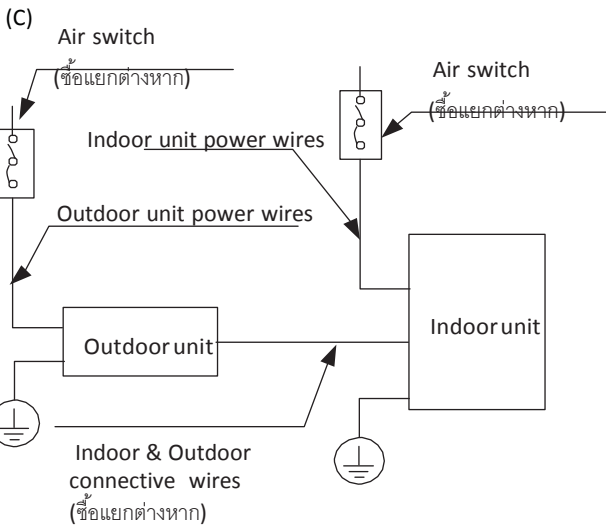 (C)
Air switch
(ซื้อแยกต่างหาก)
Air switch
(ซื้อแยกต่างหาก)
Indoor unit power wires
Outdoor unit power wires
Outdoor unit
Indoor unit
Indoor & Outdoor
connective wires
(ซื้อแยกต่างหาก)